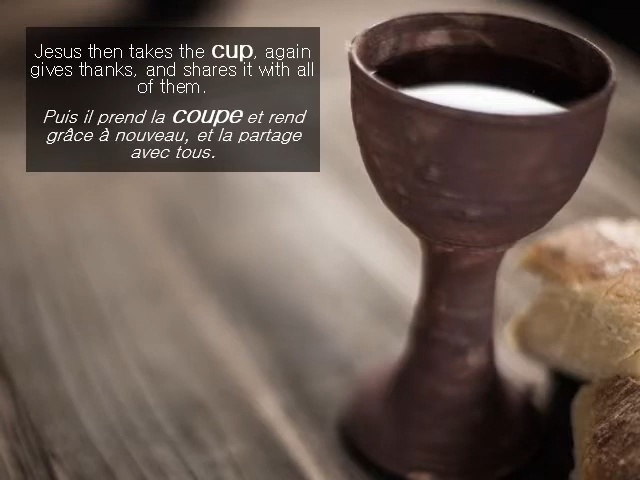 Jesus then takes the cup, again
gives thanks, and shares it with all
of them.
Puis il prend la coupe et rend
grâce à nouveau, et la partage
avec tous.